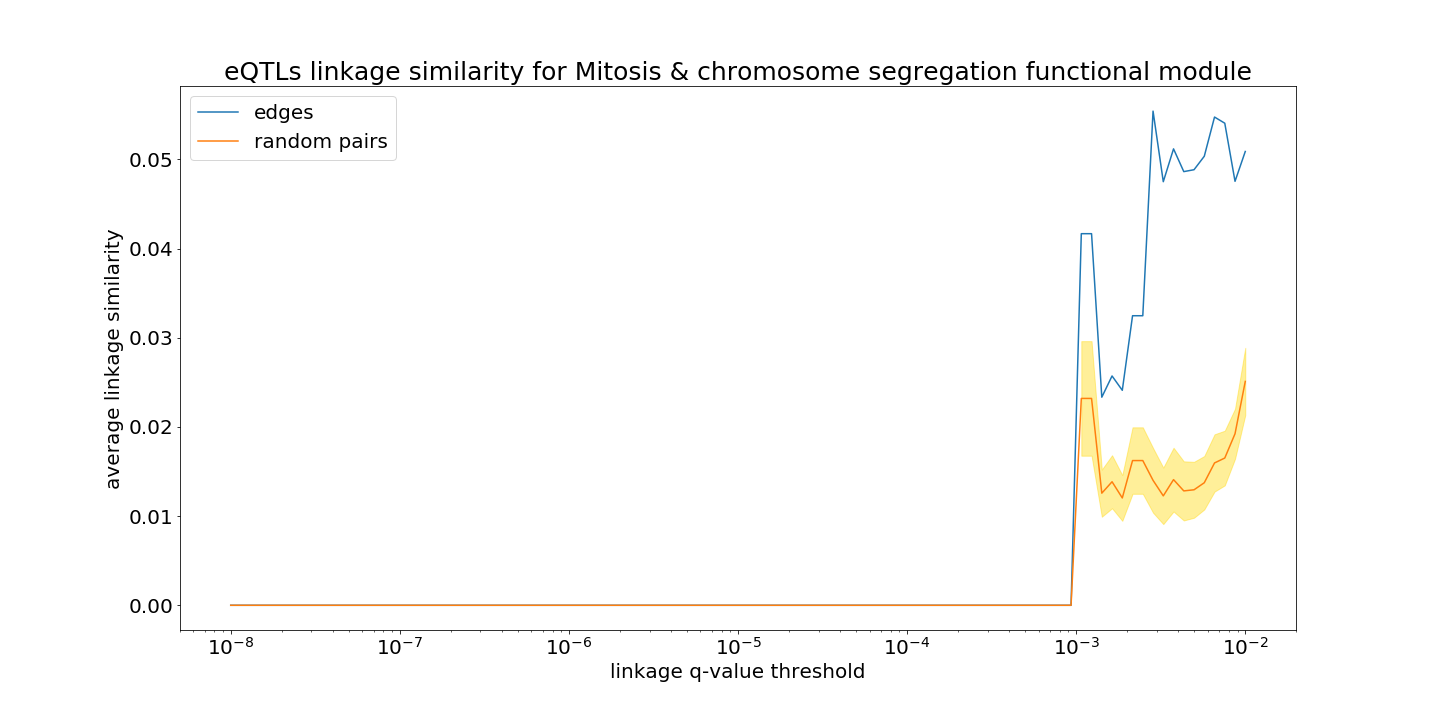 eQTLs linkage similarity for Mitosis & chromosome segregation functional module
edges
random pairs
average linkage similarity
0.05
0.04
0.03
0.02
0.01
0.00
10⁻⁸ 10⁻⁷ 10⁻⁶ 10⁻⁵ 10⁻⁴ 10⁻³ 10⁻²
linkage q-value threshold